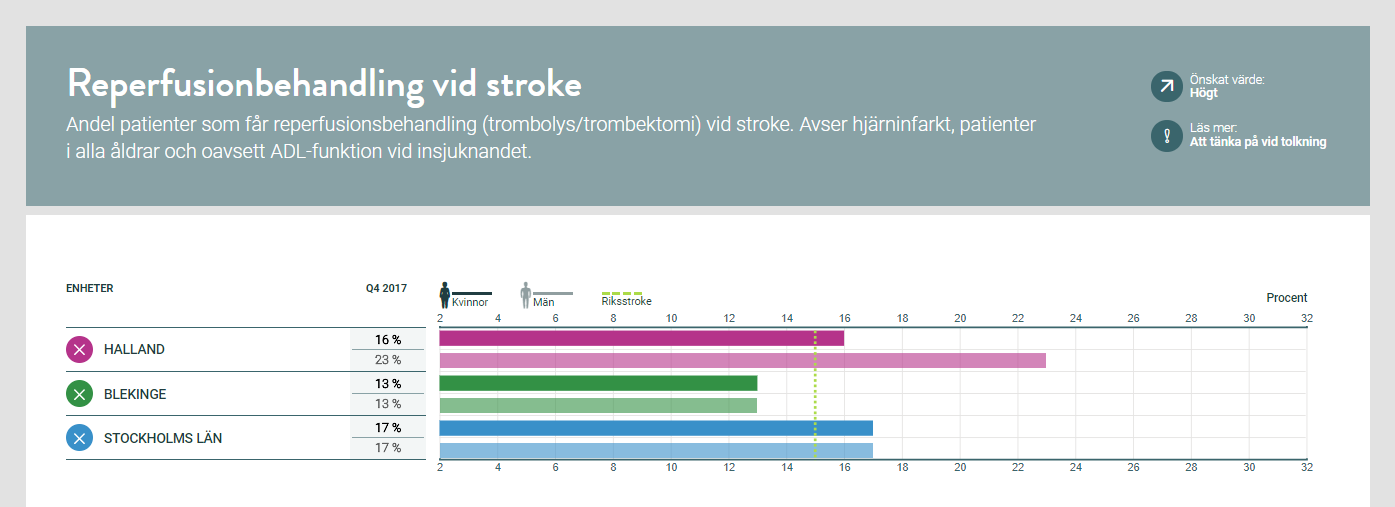 Reperfusionbehandling vid stroke
Andel patienter som får reperfusionsbehandling (trombolys/trombektomi) vid stroke. Avser hjärninfarkt, patienter
i alla åldrar och oavsett ADL-funktion vid insjuknandet.
Önskat värde:
Högt
Läs mer:
Att tänka på vid tolkning
ENHETER Q4 2017
Kvinnor Män Riksstroke
Procent
2 4 6 8 10 12 14 16 18 20 22 24 26 28 30 32
HALLAND
16 %
23 %
BLEKINGE
13 %
13 %
STOCKHOLMS LÄN
17 %
17 %
2 4 6 8 10 12 14 16 18 20 22 24 26 28 30 32